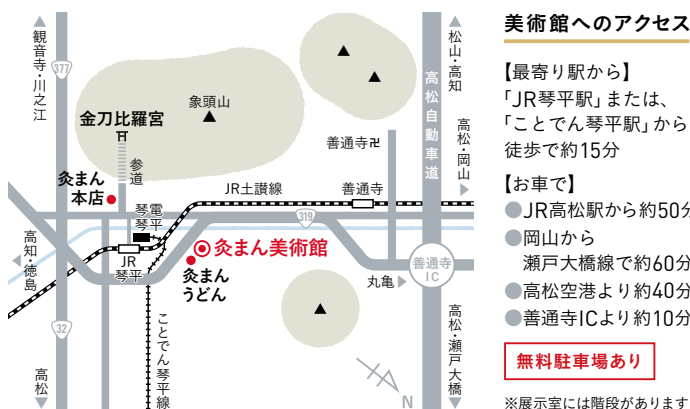 観音寺・川之江
377
象頭山
金刀比羅宮
参道
灸まん
本店
琴電
琴平
JR
琴平
JR土讃線
善通寺卍
善通寺
高松自動車道
松山・高知
高松・岡山
319
灸まん美術館
灸まん
うどん
高知・徳島
32
高松
ことでん琴平線
丸亀
善通寺
IC
高松・瀬戸大橋
N
美術館へのアクセス
【最寄り駅から】
「JR琴平駅」または、
「ことでん琴平駅」から
徒歩で約15分
【お車で】
●JR高松駅から約50分
●岡山から
瀬戸大橋線で約60分
●高松空港より約40分
●善通寺ICより約10分
無料駐車場あり
※展示室には階段があります